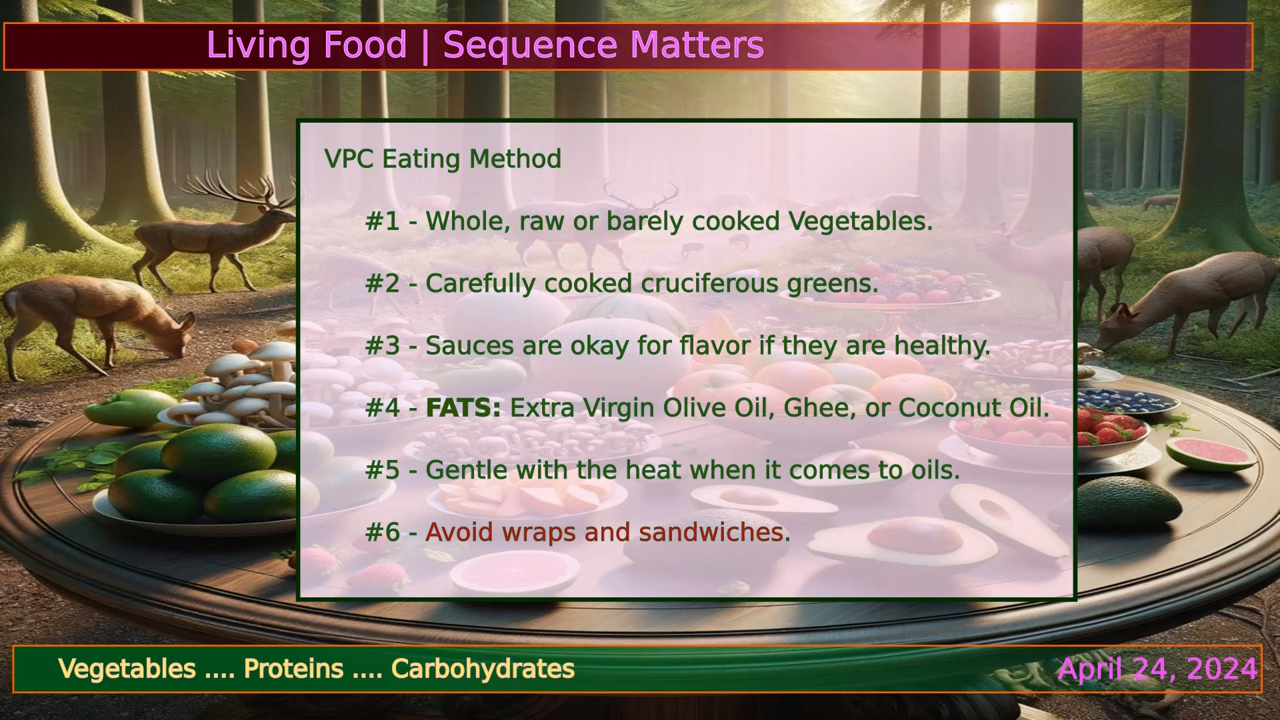 Living Food | Sequence Matters
VPC Eating Method
#1 - Whole, raw or barely cooked Vegetables.
#2 - Carefully cooked cruciferous greens.
#3 - Sauces are okay for flavor if they are healthy.
#4 - FATS: Extra Virgin Olive Oil, Ghee, or Coconut Oil.
#5 - Gentle with the heat when it comes to oils.
#6 - Avoid wraps and sandwiches.
Vegetables .... Proteins .... Carbohydrates
April 24, 2024